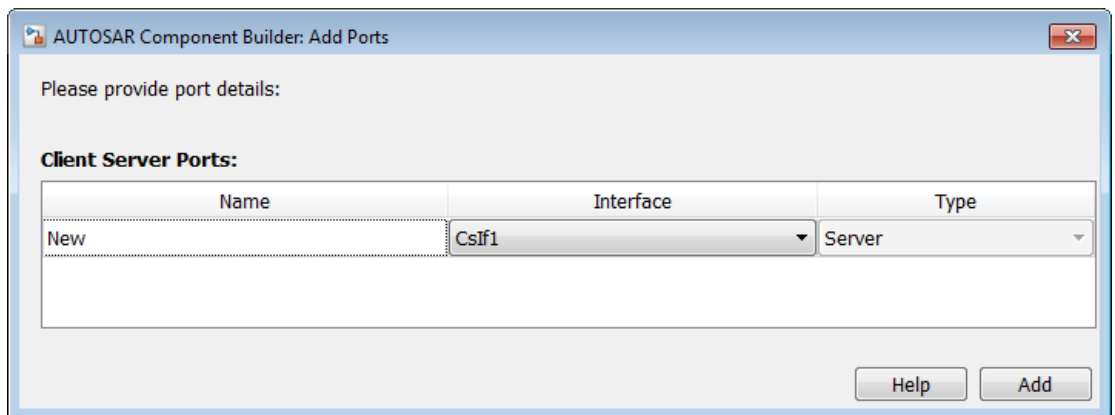 AUTOSAR Component Builder: Add Ports
Please provide port details:
Client Server Ports:
Name Interface Type
New CsIf1 Server
Help Add